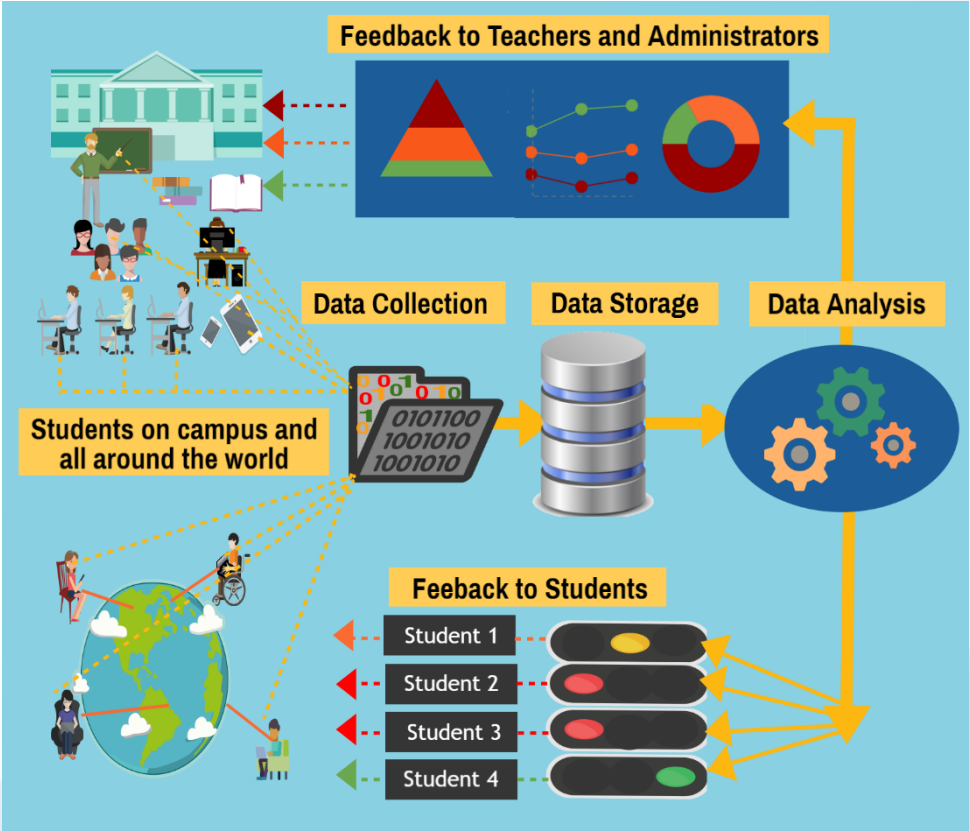 Feedback to Teachers and Administrators
Data Collection
Data Storage
Data Analysis
0101100
1001010
1001010
Students on campus and
all around the world
Feeback to Students
Student 1
Student 2
Student 3
Student 4